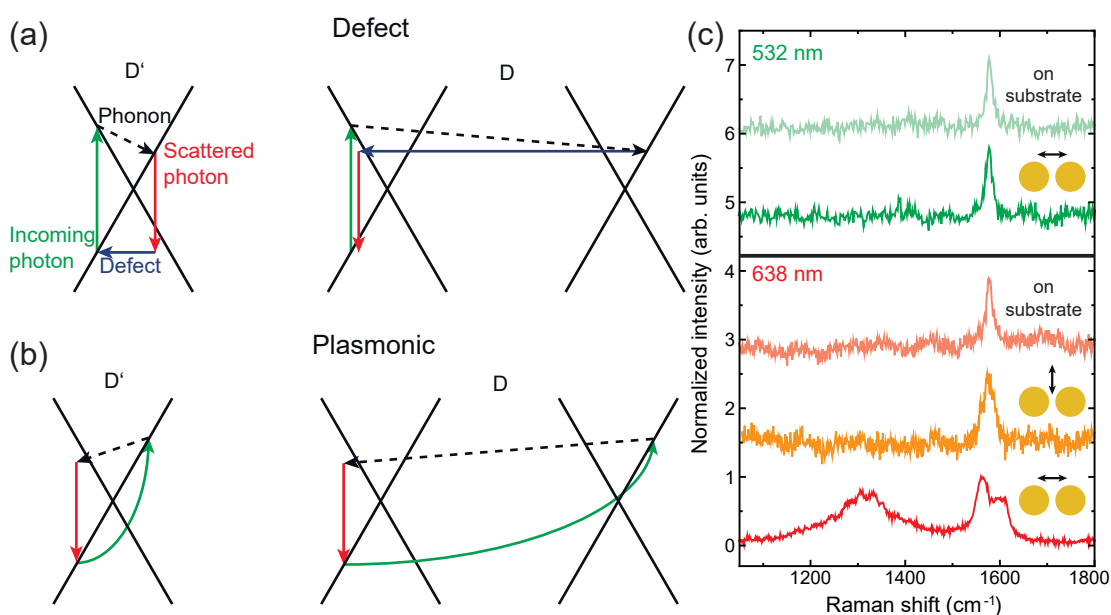 (a)
Defect
D'
D
Phonon
Scattered
photon
Incoming
photon
Defect
(b)
Plasmonic
D'
D
(c)
532 nm
on
substrate
638 nm
on
substrate
Normalized intensity (arb. units)
7
6
5
4
3
2
1
0
1200
1400
1600
1800
Raman shift (cm⁻¹)